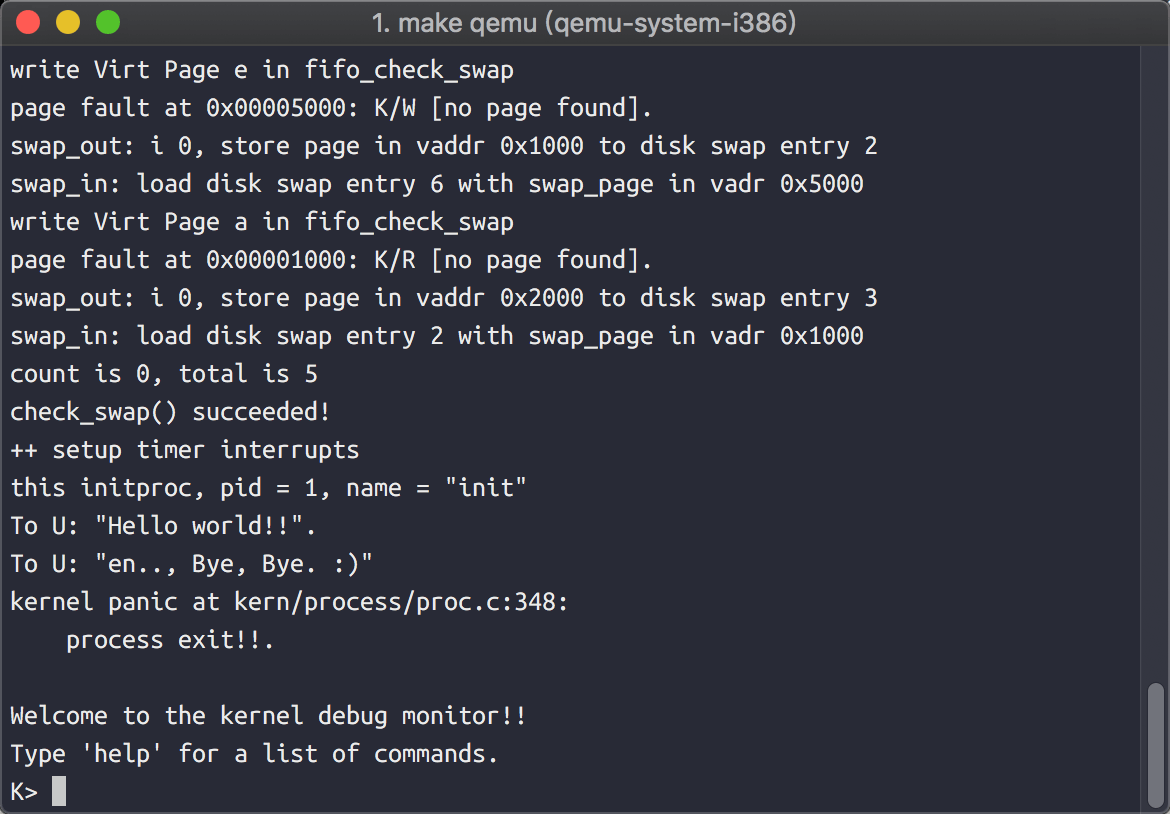 1. make qemu (qemu-system-i386)
write Virt Page e in fifo_check_swap
page fault at 0x00005000: K/W [no page found].
swap_out: i 0, store page in vaddr 0x1000 to disk swap entry 2
swap_in: load disk swap entry 6 with swap_page in vadr 0x5000
write Virt Page a in fifo_check_swap
page fault at 0x00001000: K/R [no page found].
swap_out: i 0, store page in vaddr 0x2000 to disk swap entry 3
swap_in: load disk swap entry 2 with swap_page in vadr 0x1000
count is 0, total is 5
check_swap() succeeded!
++ setup timer interrupts
this initproc, pid = 1, name = "init"
To U: "Hello world!!".
To U: "en.., Bye, Bye. :)"
kernel panic at kern/process/proc.c:348:
    process exit!!.
Welcome to the kernel debug monitor!!
Type 'help' for a list of commands.
K>